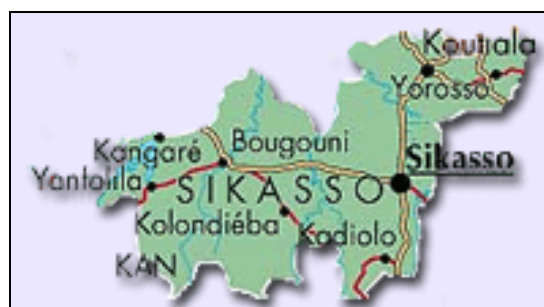 Koutiala
Yorosso
Kangaré
Bougouni
Sikasso
Yanfolila
SIKASSO
Kolondiéba
Kadiolo
KAN